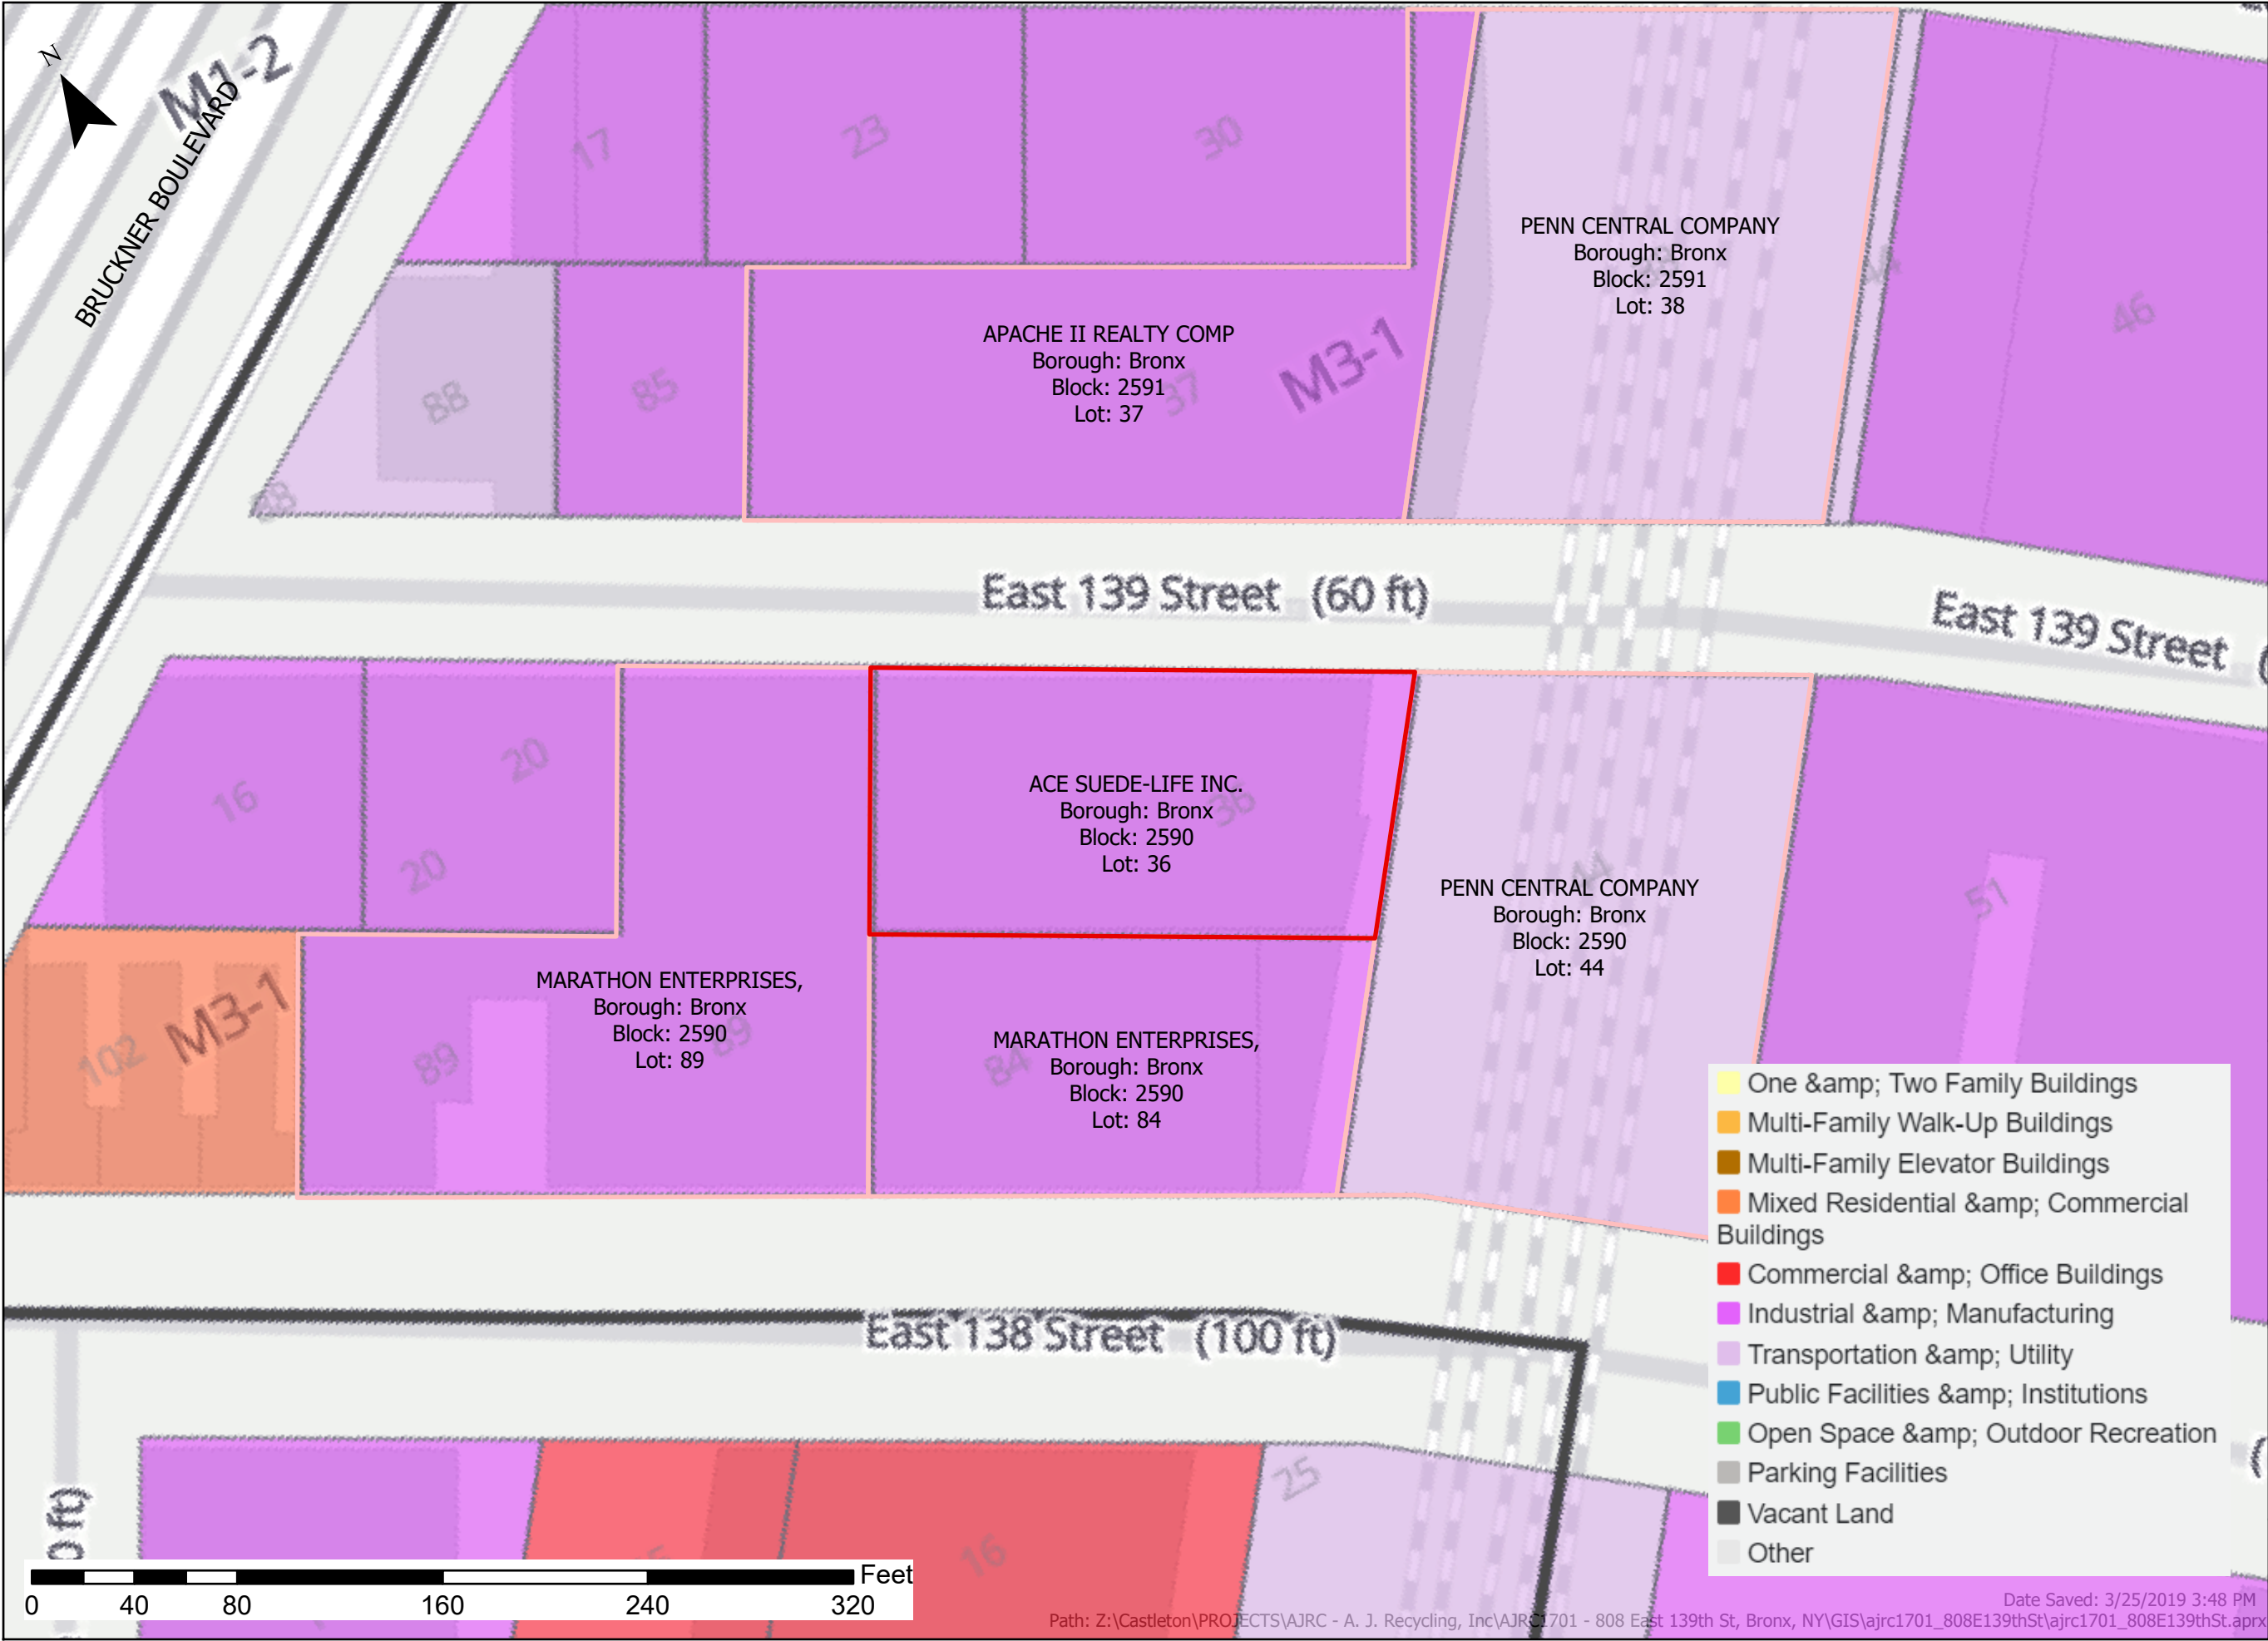 N
M1-2
BRUCKNER BOULEVARD
17
23
30
PENN CENTRAL COMPANY
Borough: Bronx
Block: 2591
Lot: 38
46
APACHE II REALTY COMP
Borough: Bronx
Block: 2591
Lot: 37
37
M3-1
88
85
88
East 139 Street (60 ft)
East 139 Street (
16
20
20
ACE SUEDE-LIFE INC.
Borough: Bronx
Block: 2590
Lot: 36
36
PENN CENTRAL COMPANY
Borough: Bronx
Block: 2590
Lot: 44
44
51
M3-1
102
MARATHON ENTERPRISES,
Borough: Bronx
Block: 2590
Lot: 89
89
89
MARATHON ENTERPRISES,
Borough: Bronx
Block: 2590
Lot: 84
84
One &amp; Two Family Buildings
Multi-Family Walk-Up Buildings
Multi-Family Elevator Buildings
Mixed Residential &amp; Commercial
Buildings
Commercial &amp; Office Buildings
Industrial &amp; Manufacturing
Transportation &amp; Utility
Public Facilities &amp; Institutions
Open Space &amp; Outdoor Recreation
Parking Facilities
Vacant Land
Other
East 138 Street (100 ft)
25
16
0 ft)
Feet
0 40 80 160 240 320
Date Saved: 3/25/2019 3:48 PM
Path: Z:\Castleton\PROJECTS\AJRC - A. J. Recycling, Inc\AJRC1701 - 808 East 139th St, Bronx, NY\GIS\ajrc1701_808E139thSt\ajrc1701_808E139thSt.aprx